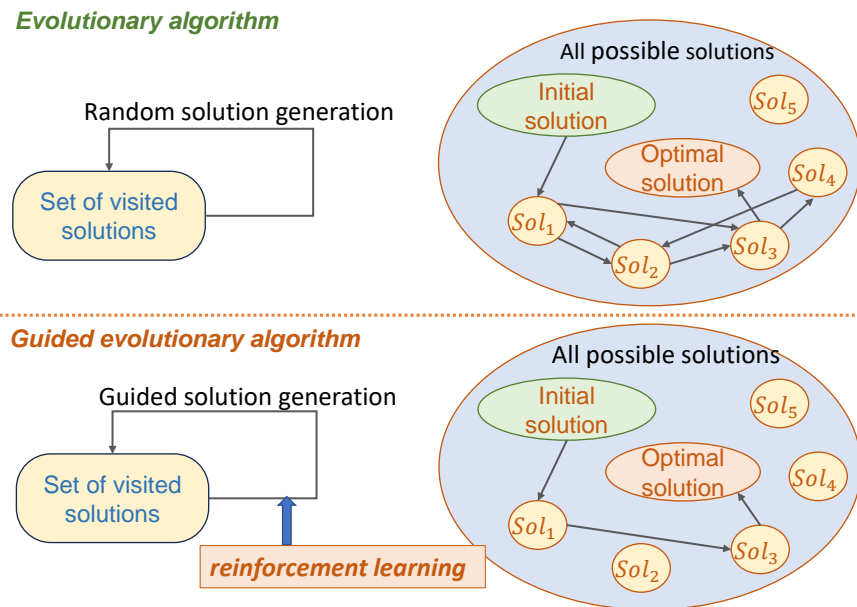 Evolutionary algorithm
All possible solutions
Random solution generation
Set of visited
solutions
Initial
solution
Sol₅
Optimal
solution
Sol₄
Sol₁
Sol₂
Sol₃
Guided evolutionary algorithm
All possible solutions
Guided solution generation
Set of visited
solutions
reinforcement learning
Initial
solution
Sol₅
Optimal
solution
Sol₄
Sol₁
Sol₃
Sol₂